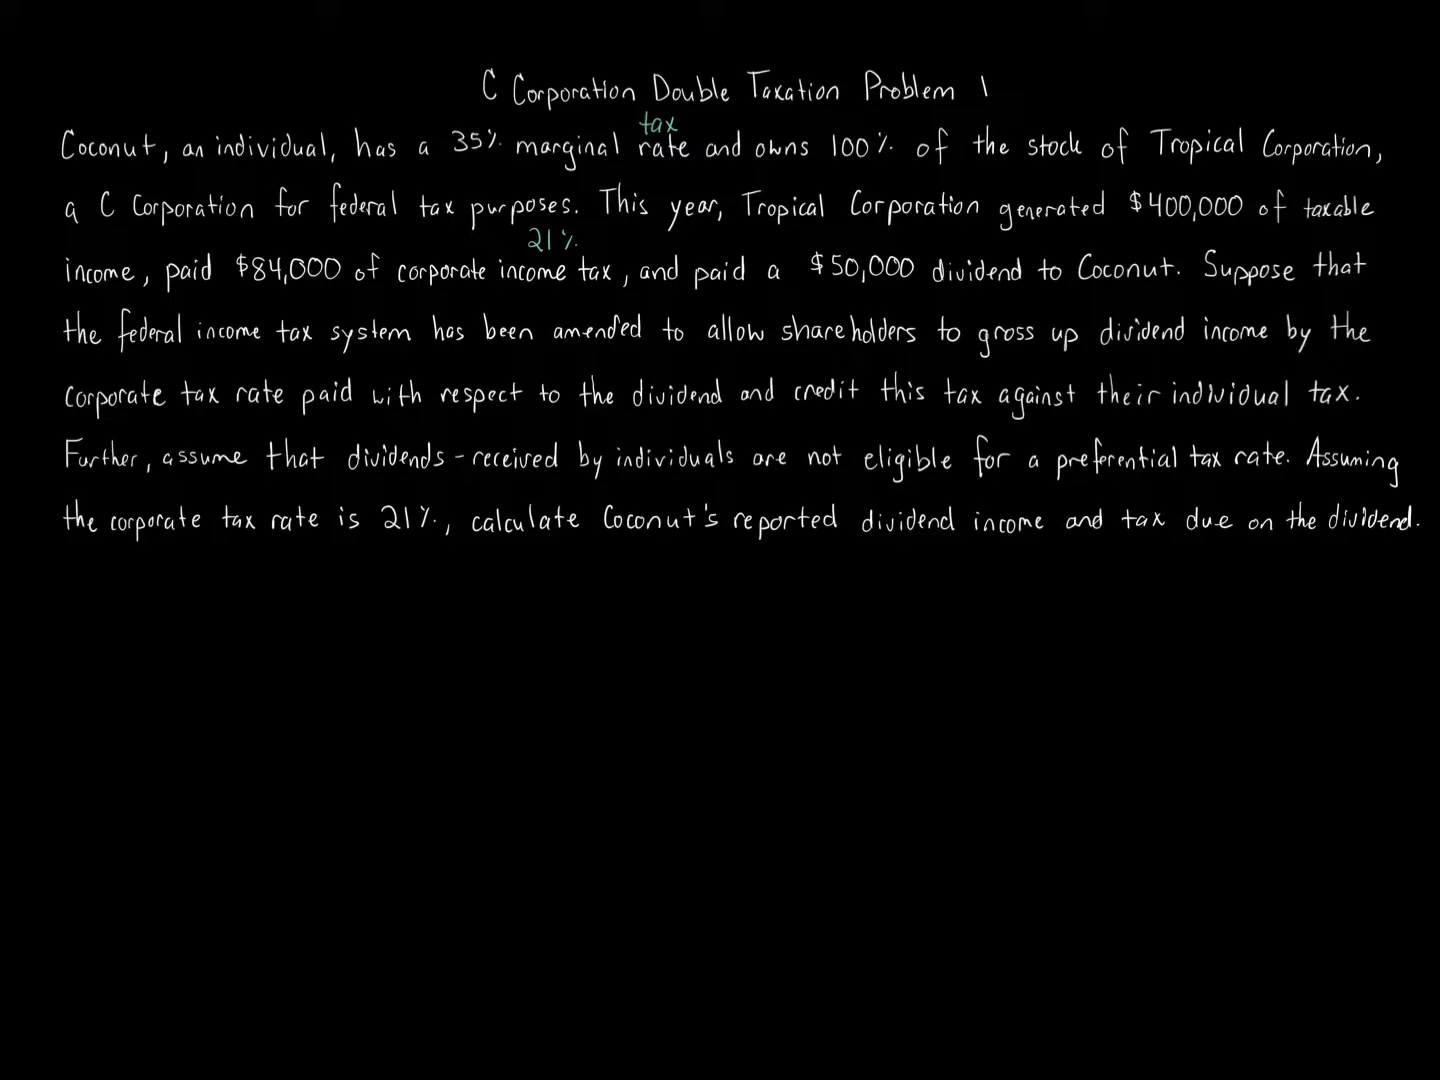 C Corporation Double Taxation Problem 1
tax
Coconut, an individual, has a 35% marginal rate and owns 100% of the stock of Tropical Corporation,
a C Corporation for federal tax purposes. This year, Tropical Corporation generated $400,000 of taxable
21%
income, paid $84,000 of corporate income tax, and paid a $50,000 dividend to Coconut. Suppose that
the federal income tax system has been amended to allow shareholders to gross up dividend income by the
corporate tax rate paid with respect to the dividend and credit this tax against their individual tax.
Further, assume that dividends-received by individuals are not eligible for a preferential tax rate. Assuming
the corporate tax rate is 21%, calculate Coconut's reported dividend income and tax due on the dividend.